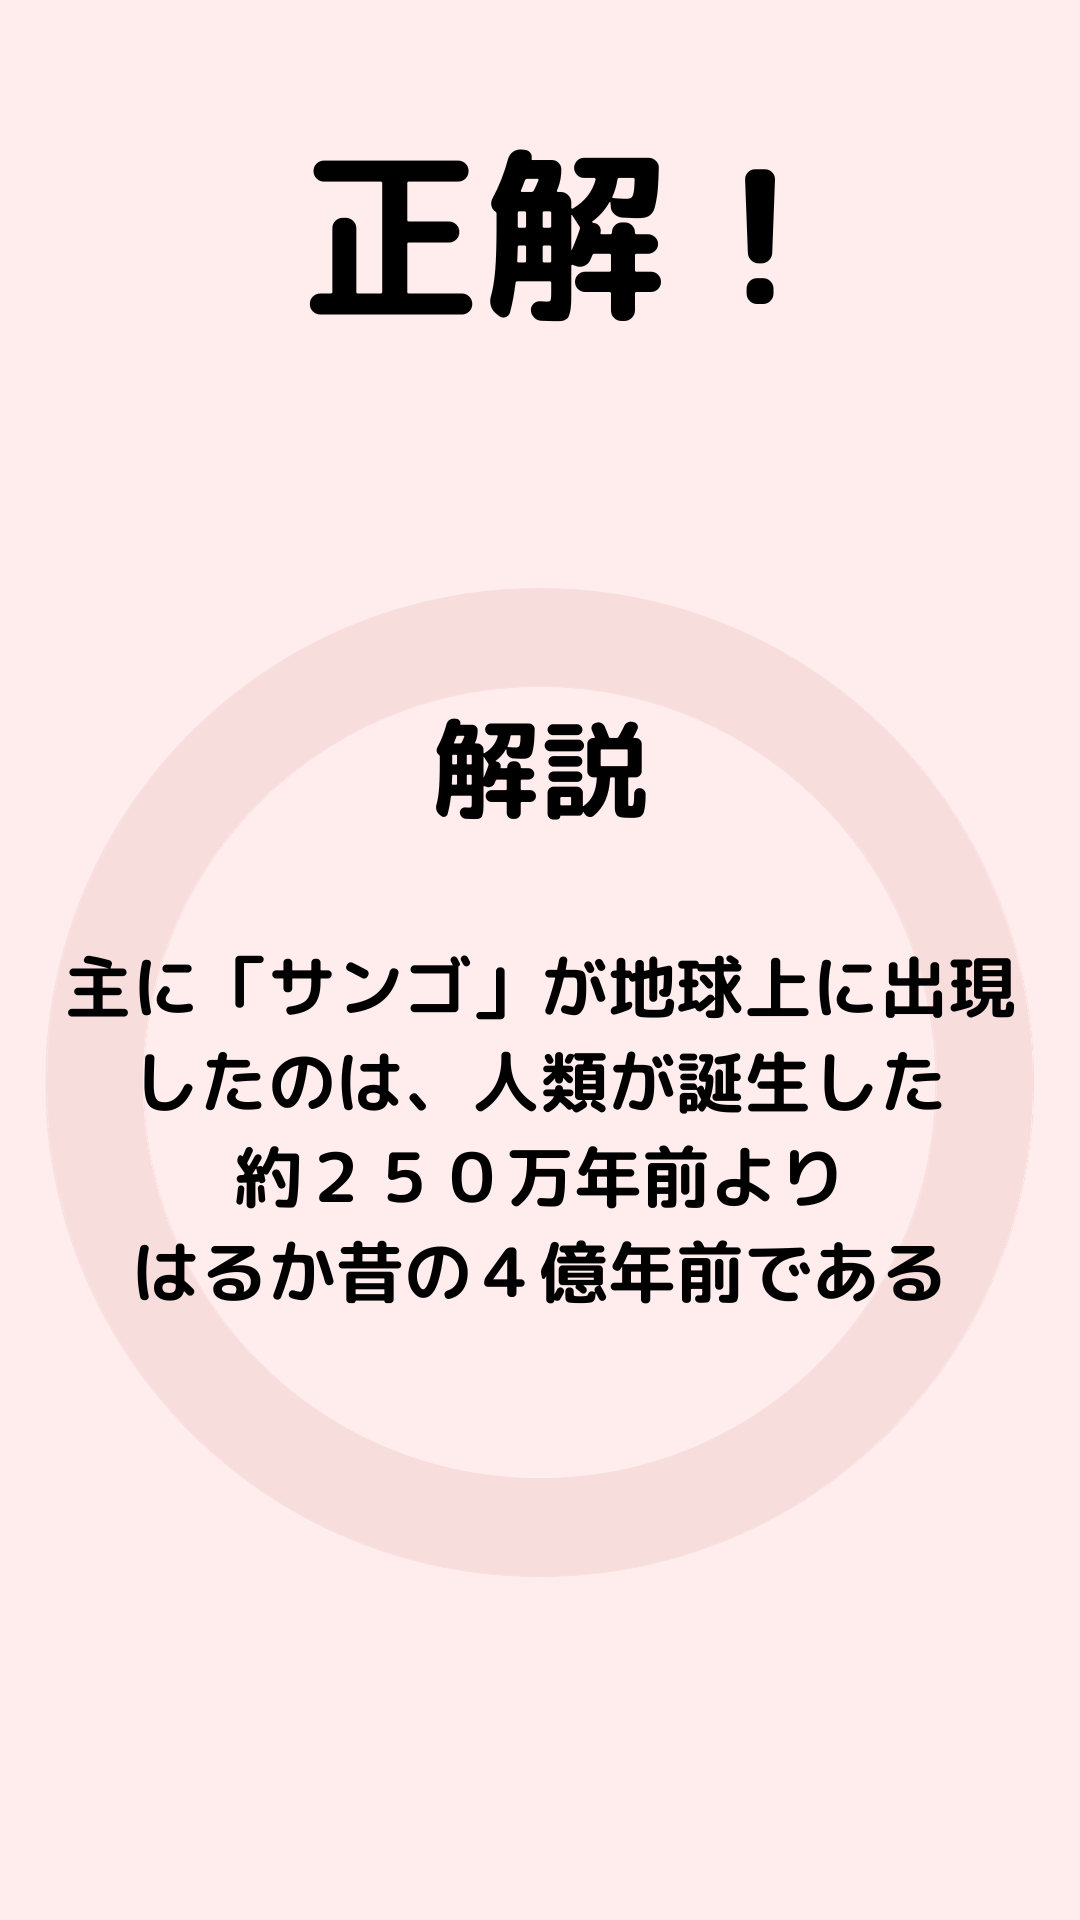 正解！
解説
主に「サンゴ」が地球上に出現
したのは、人類が誕生した
約２５０万年前より
はるか昔の４億年前である